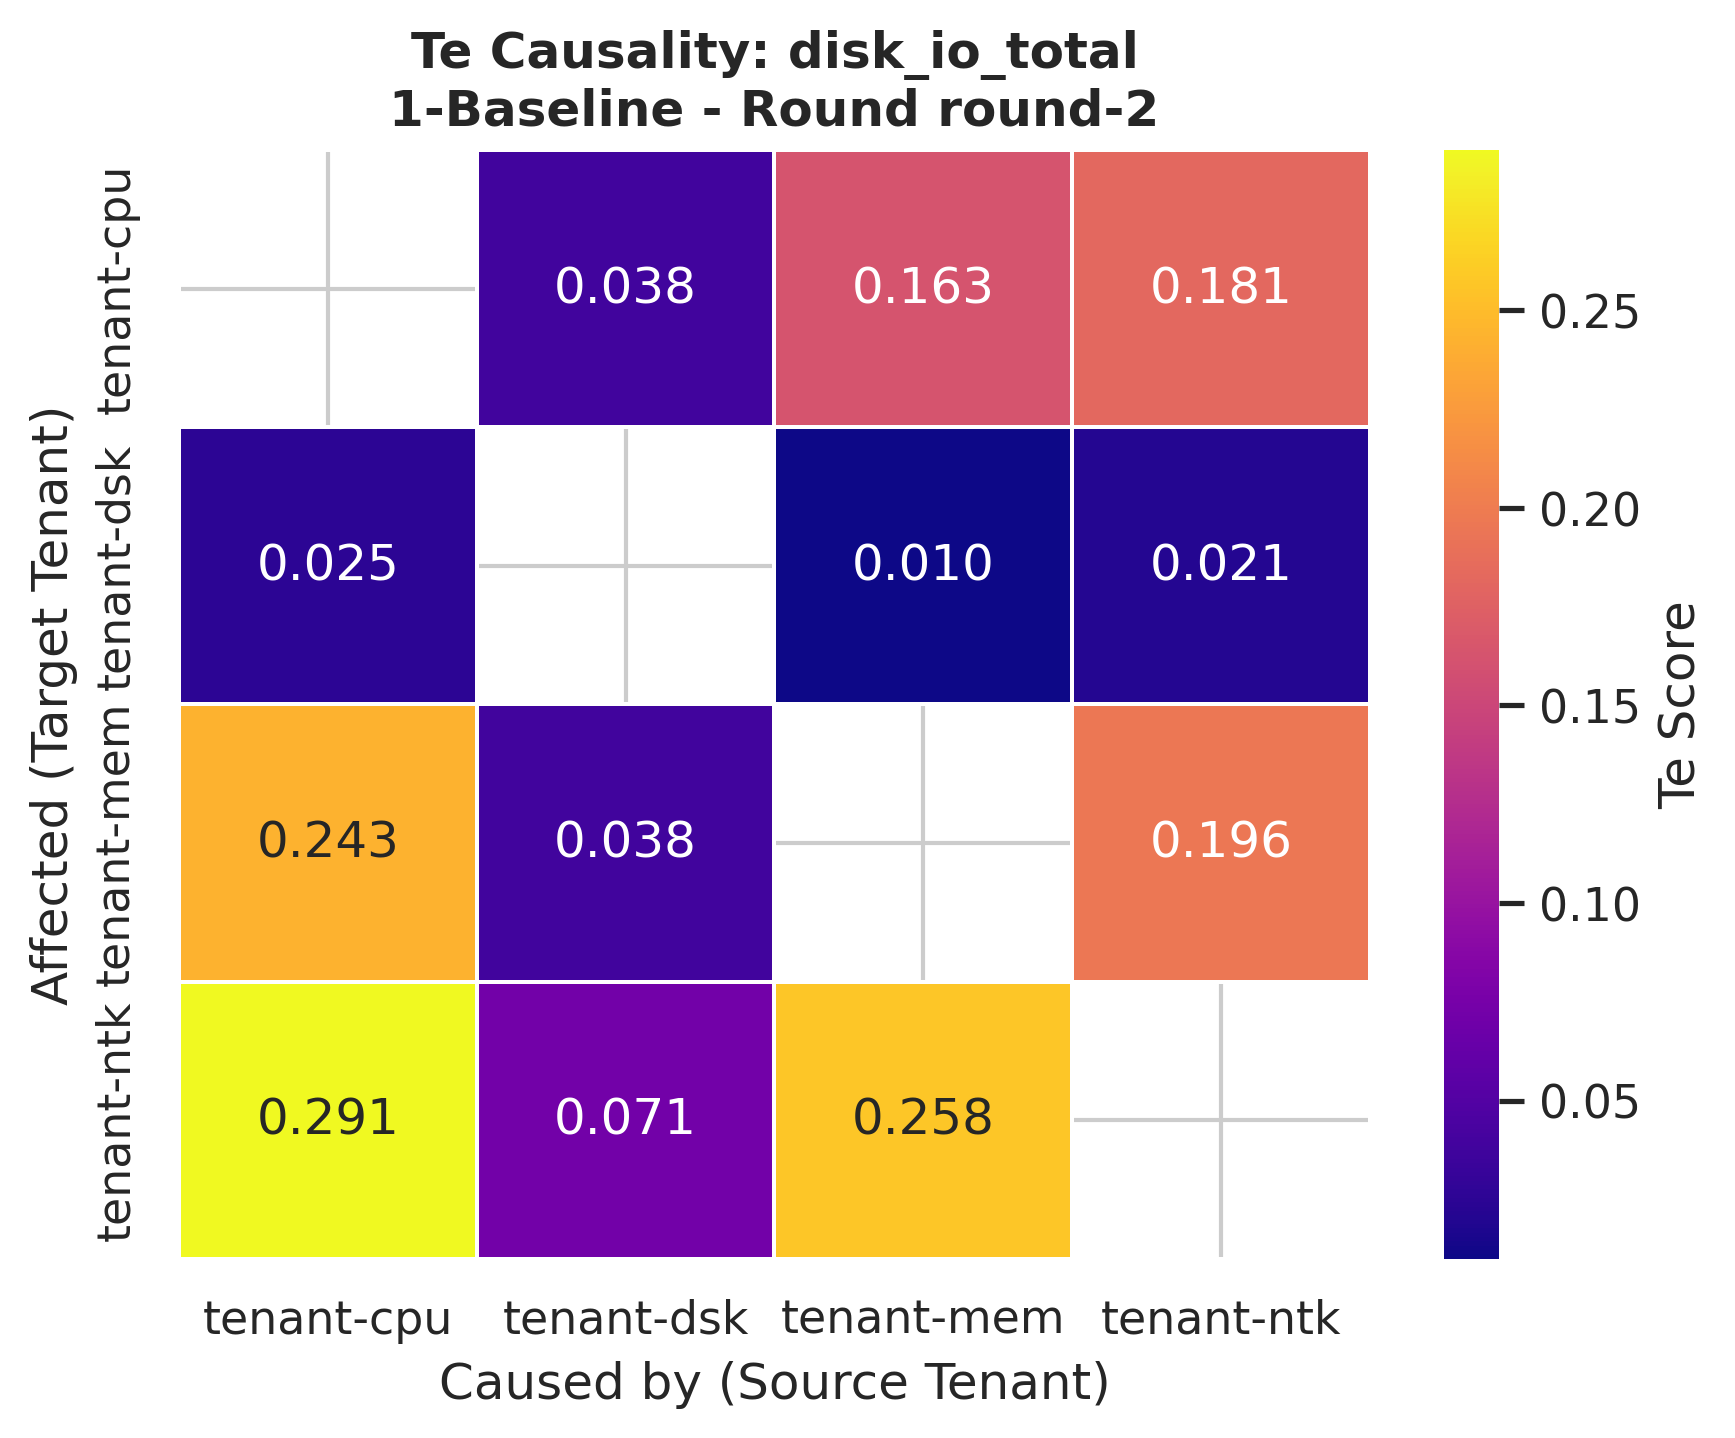 Te Causality: disk_io_total
1-Baseline - Round round-2
Affected (Target Tenant)
tenant-cpu
0.038 0.163 0.181
tenant-dsk
0.025 0.010 0.021
tenant-mem
0.243 0.038 0.196
tenant-ntk
0.291 0.071 0.258
tenant-cpu tenant-dsk tenant-mem tenant-ntk
Caused by (Source Tenant)
0.25
0.20
0.15
0.10
0.05
Te Score